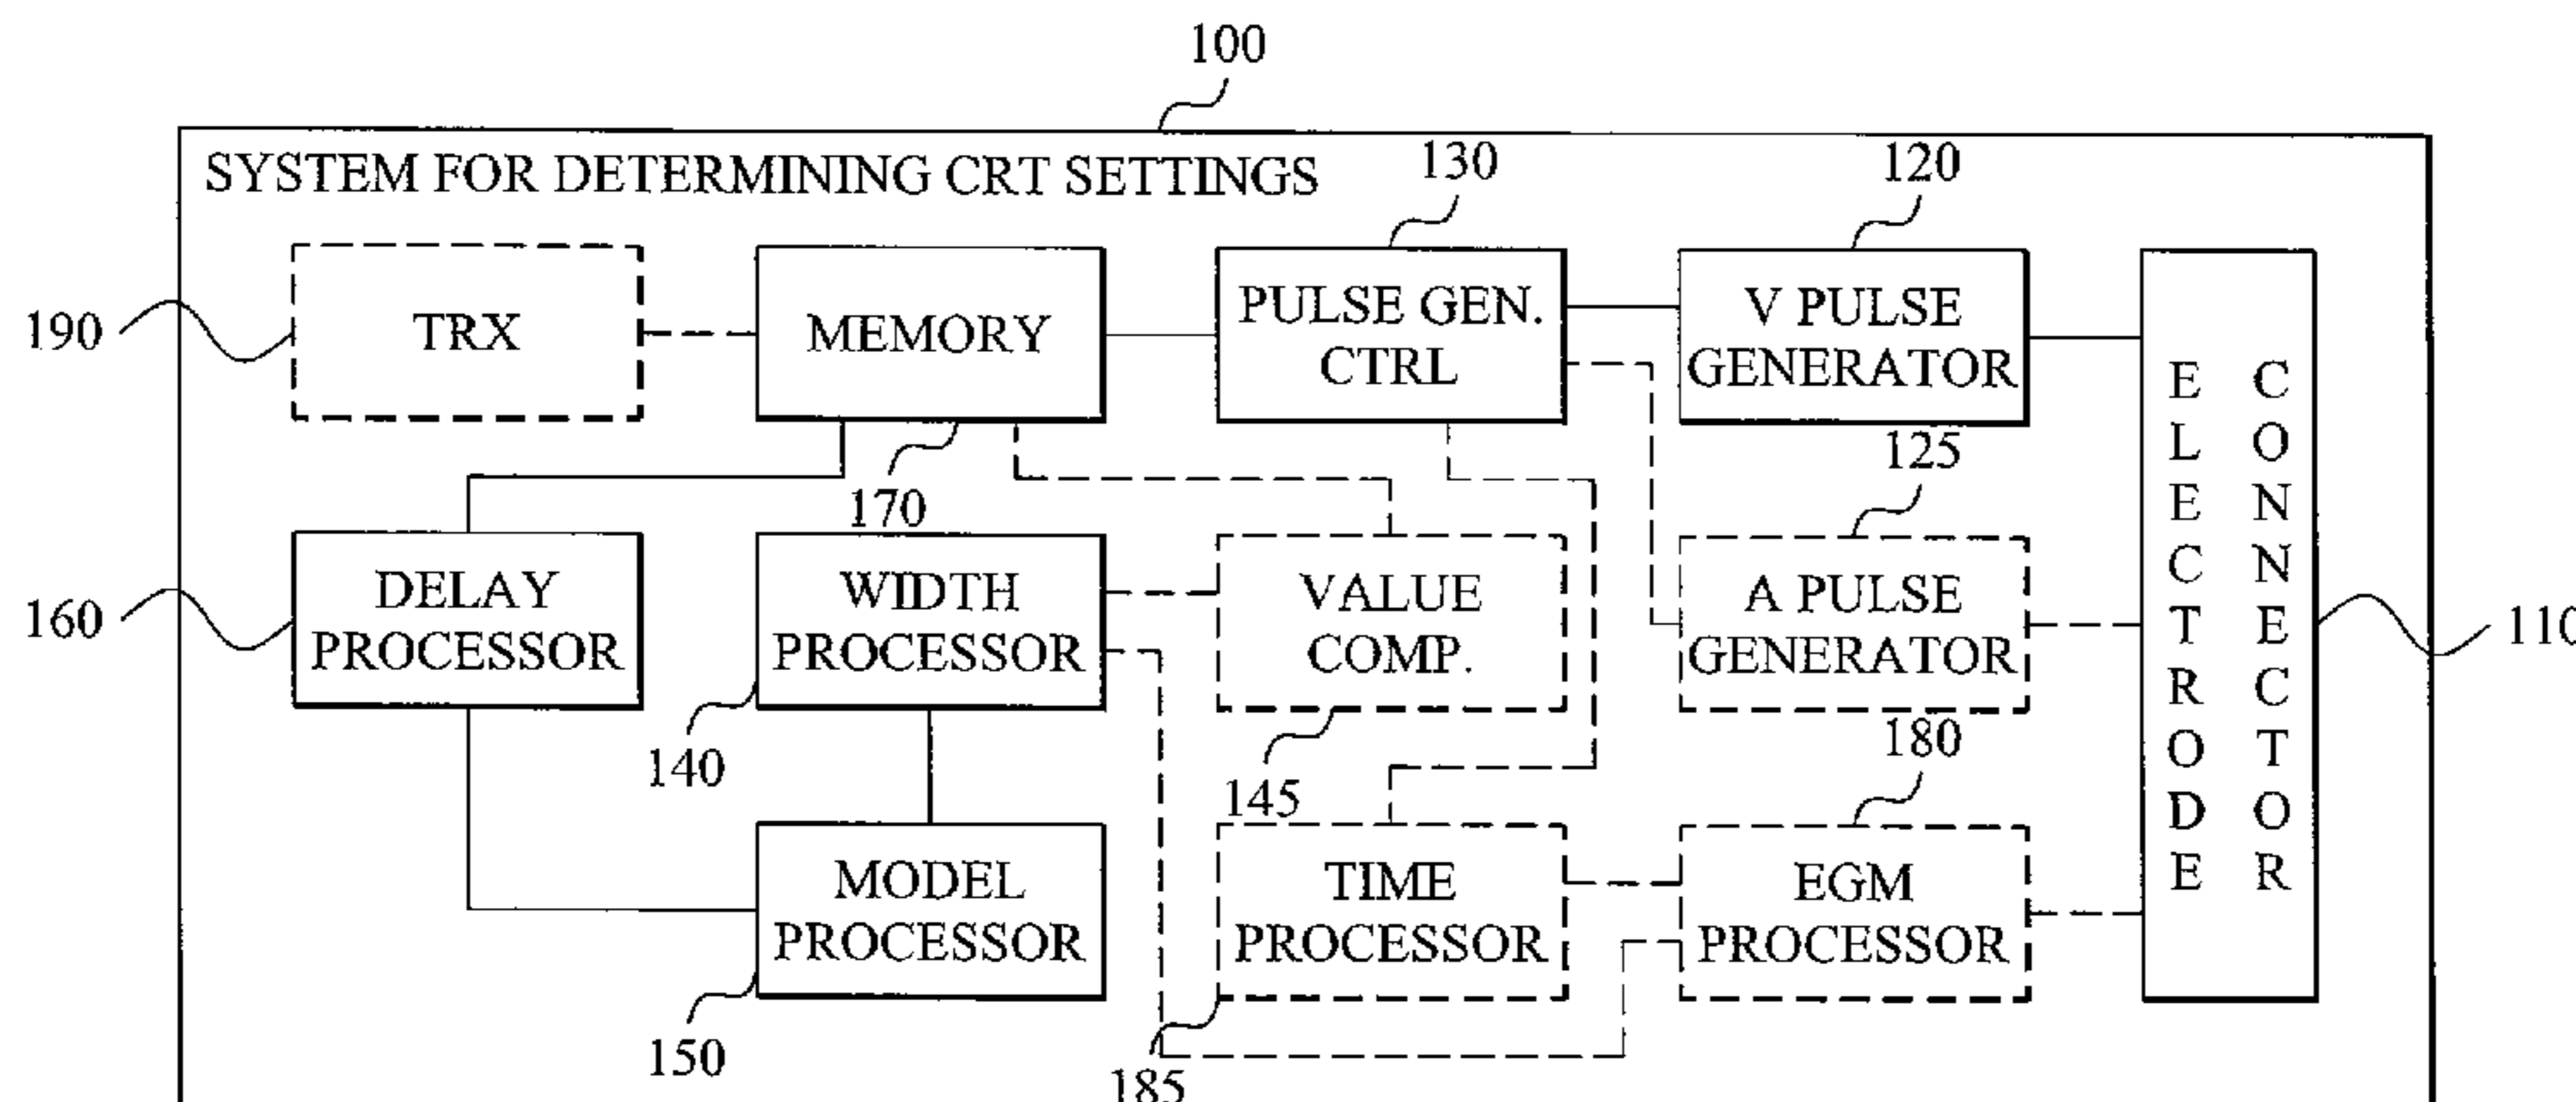 100
SYSTEM FOR DETERMINING CRT SETTINGS
130
120
190
TRX
MEMORY
PULSE GEN.
CTRL
V PULSE
GENERATOR
ELECTRODE
CONNECTOR
170
125
160
DELAY
PROCESSOR
WIDTH
PROCESSOR
VALUE
COMP.
A PULSE
GENERATOR
110
140
145
180
MODEL
PROCESSOR
TIME
PROCESSOR
EGM
PROCESSOR
150
185